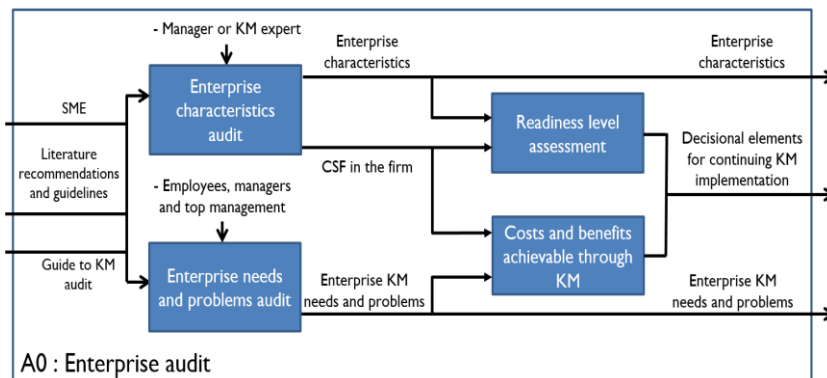 - Manager or KM expert
Enterprise
characteristics
Enterprise
characteristics
Enterprise
characteristics
audit
SME
Readiness level
assessment
Literature
recommendations
and guidelines
CSF in the firm
Decisional elements
for continuing KM
implementation
- Employees, managers
and top management
Guide to KM
audit
Enterprise needs
and problems audit
Costs and benefits
achievable through
KM
Enterprise KM
needs and problems
Enterprise KM
needs and problems
A0 : Enterprise audit